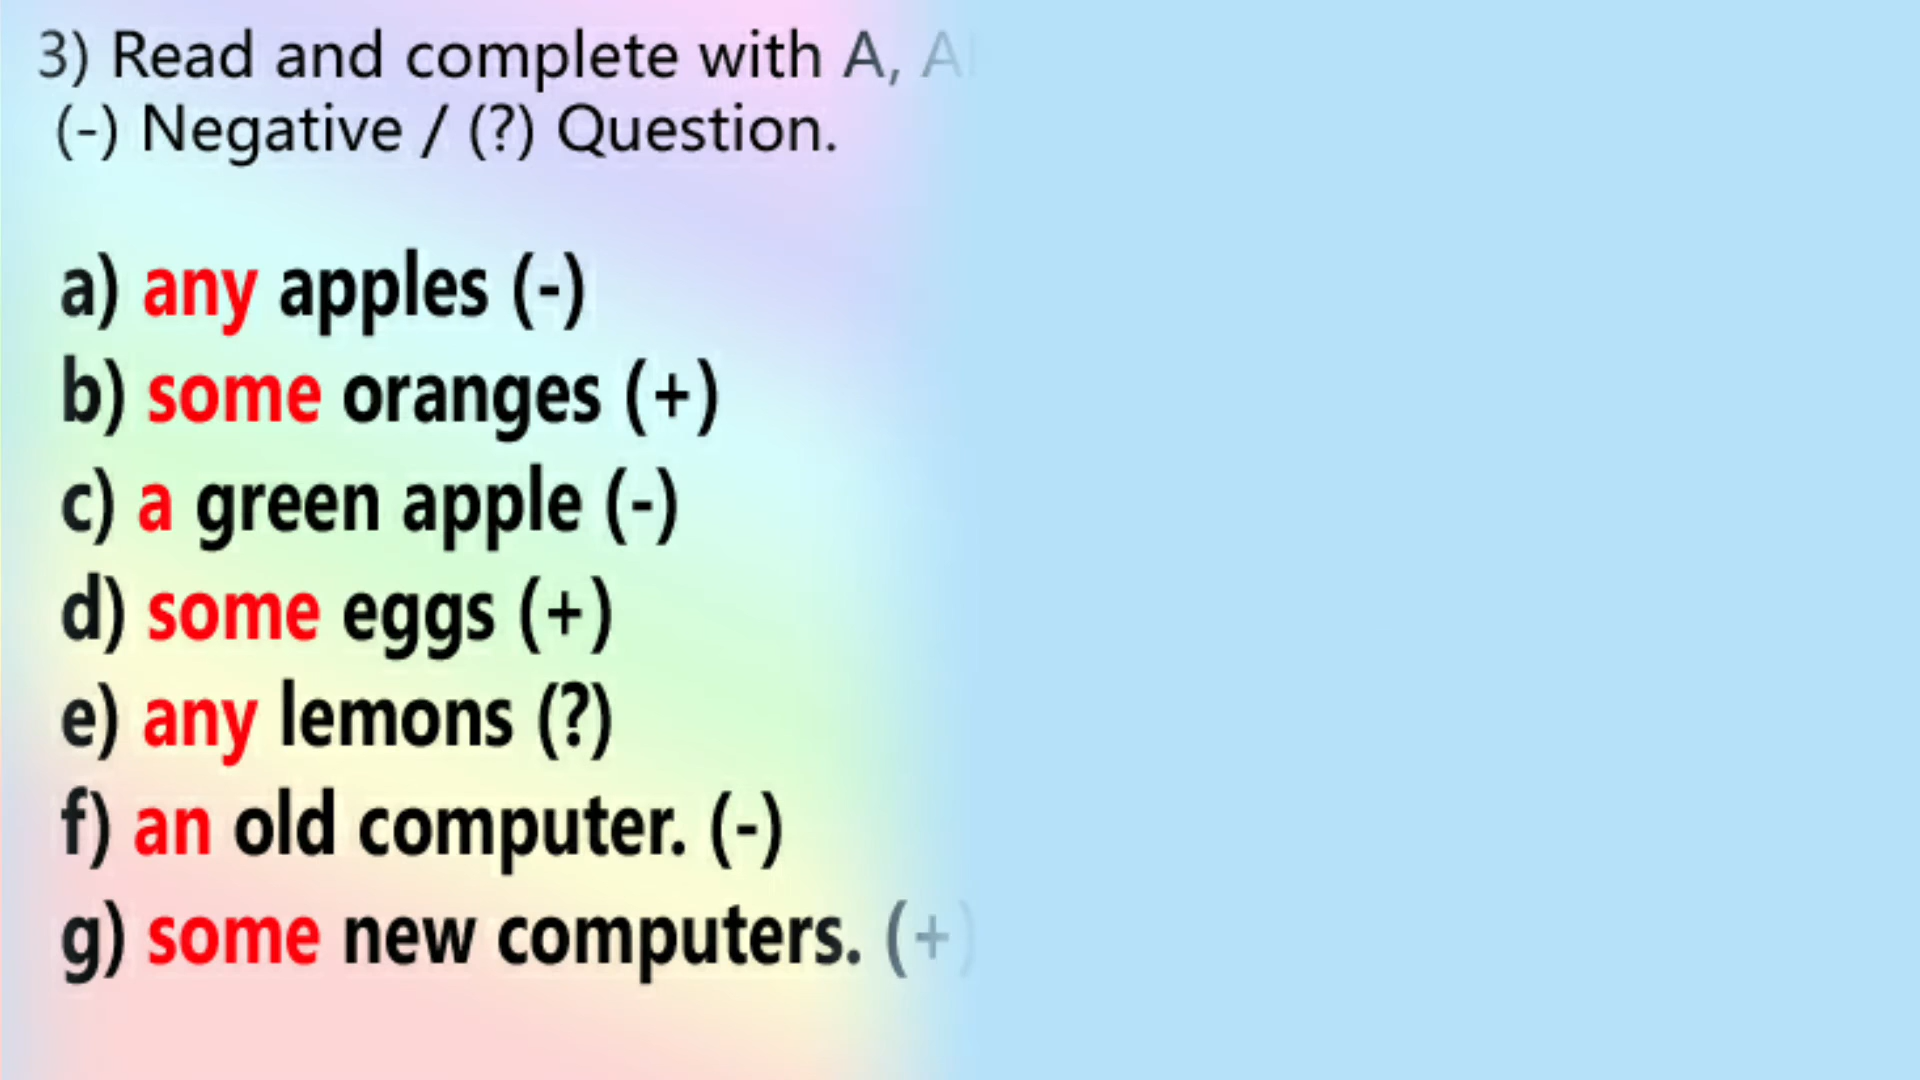 3) Read and complete with A,
(-) Negative / (?) Question.
a) any apples (-)
b) some oranges (+)
c) a green apple (-)
d) some eggs (+)
e) any lemons (?)
f) an old computer. (-)
g) some new computers. (+)